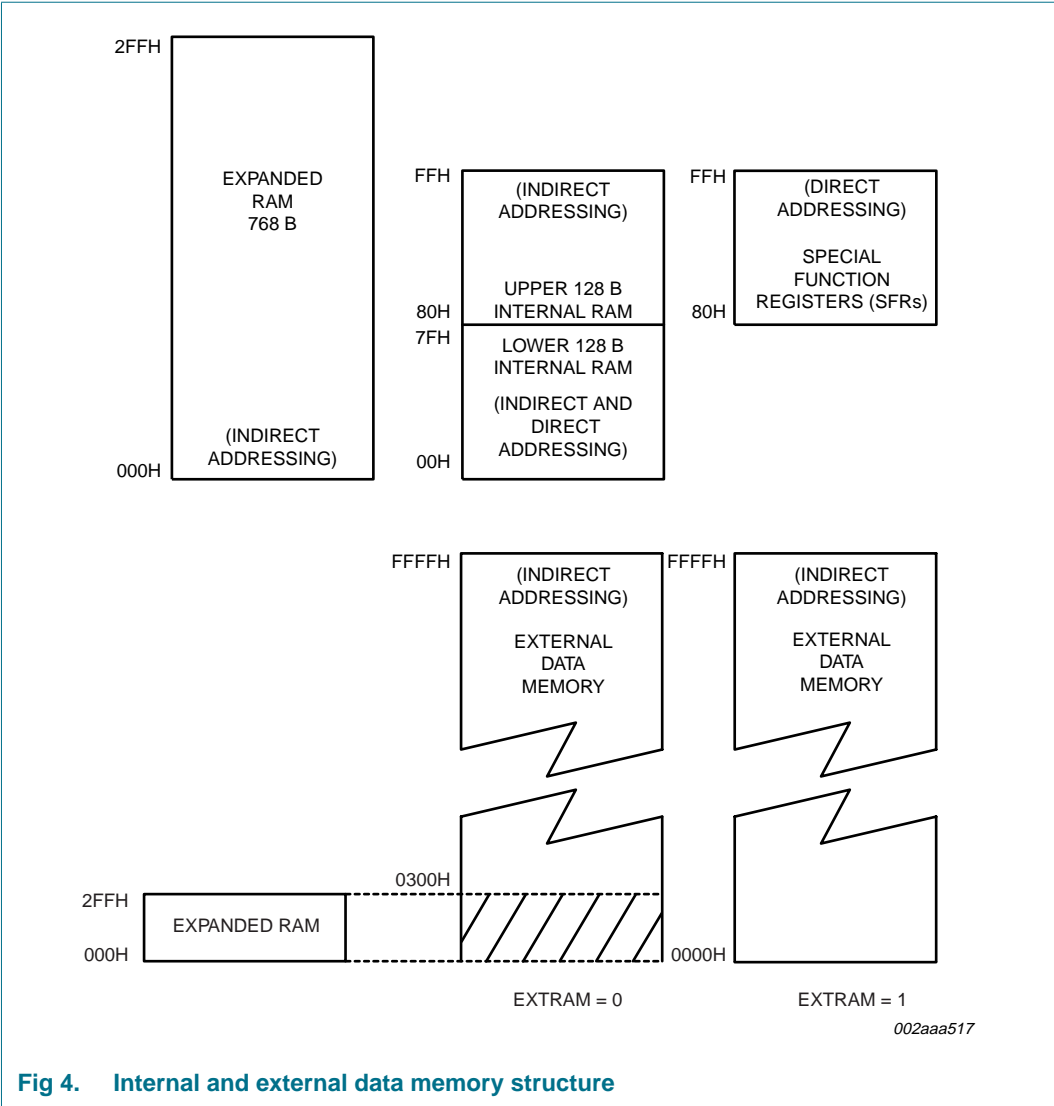 2FFH
EXPANDED
RAM
768 B
(INDIRECT
ADDRESSING)
000H
FFH
(INDIRECT
ADDRESSING)
UPPER 128 B
INTERNAL RAM
80H
7FH
LOWER 128 B
INTERNAL RAM
(INDIRECT AND
DIRECT
ADDRESSING)
00H
FFH
(DIRECT
ADDRESSING)
SPECIAL
FUNCTION
REGISTERS (SFRs)
80H
FFFFH
(INDIRECT
ADDRESSING)
EXTERNAL
DATA
MEMORY
FFFFH
(INDIRECT
ADDRESSING)
EXTERNAL
DATA
MEMORY
0300H
2FFH
EXPANDED RAM
000H
0000H
EXTRAM = 0
EXTRAM = 1
002aaa517
Fig 4. Internal and external data memory structure